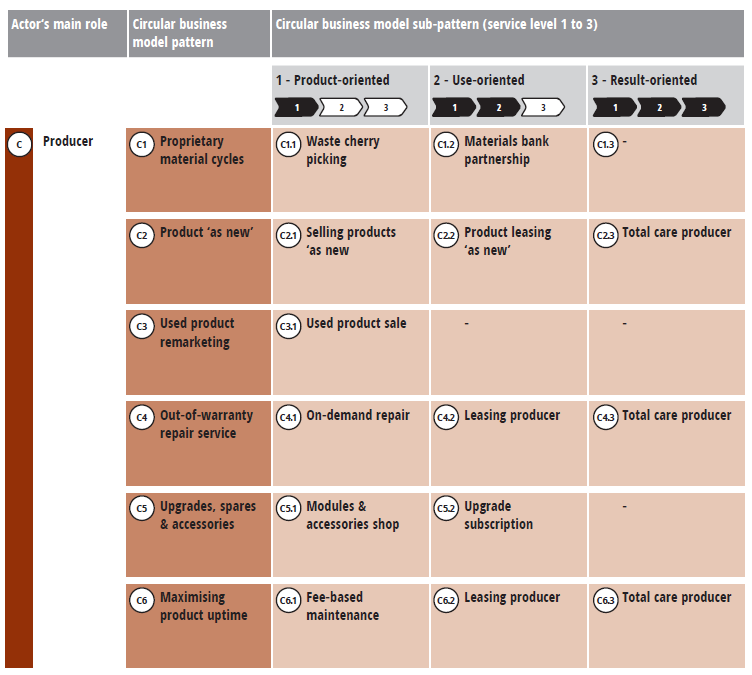 Actor's main role
Circular business
model pattern
Circular business model sub-pattern (service level 1 to 3)
1 - Product-oriented
1 2 3
2 - Use-oriented
1 2 3
3 - Result-oriented
1 2 3
C Producer
C1 Proprietary
material cycles
C1.1 Waste cherry
picking
C1.2 Materials bank
partnership
C1.3 -
C2 Product ‘as new’
C2.1 Selling products
‘as new
C2.2 Product leasing
‘as new’
C2.3 Total care producer
C3 Used product
remarketing
C3.1 Used product sale
-
-
C4 Out-of-warranty
repair service
C4.1 On-demand repair
C4.2 Leasing producer
C4.3 Total care producer
C5 Upgrades, spares
& accessories
C5.1 Modules &
accessories shop
C5.2 Upgrade
subscription
-
C6 Maximising
product uptime
C6.1 Fee-based
maintenance
C6.2 Leasing producer
C6.3 Total care producer